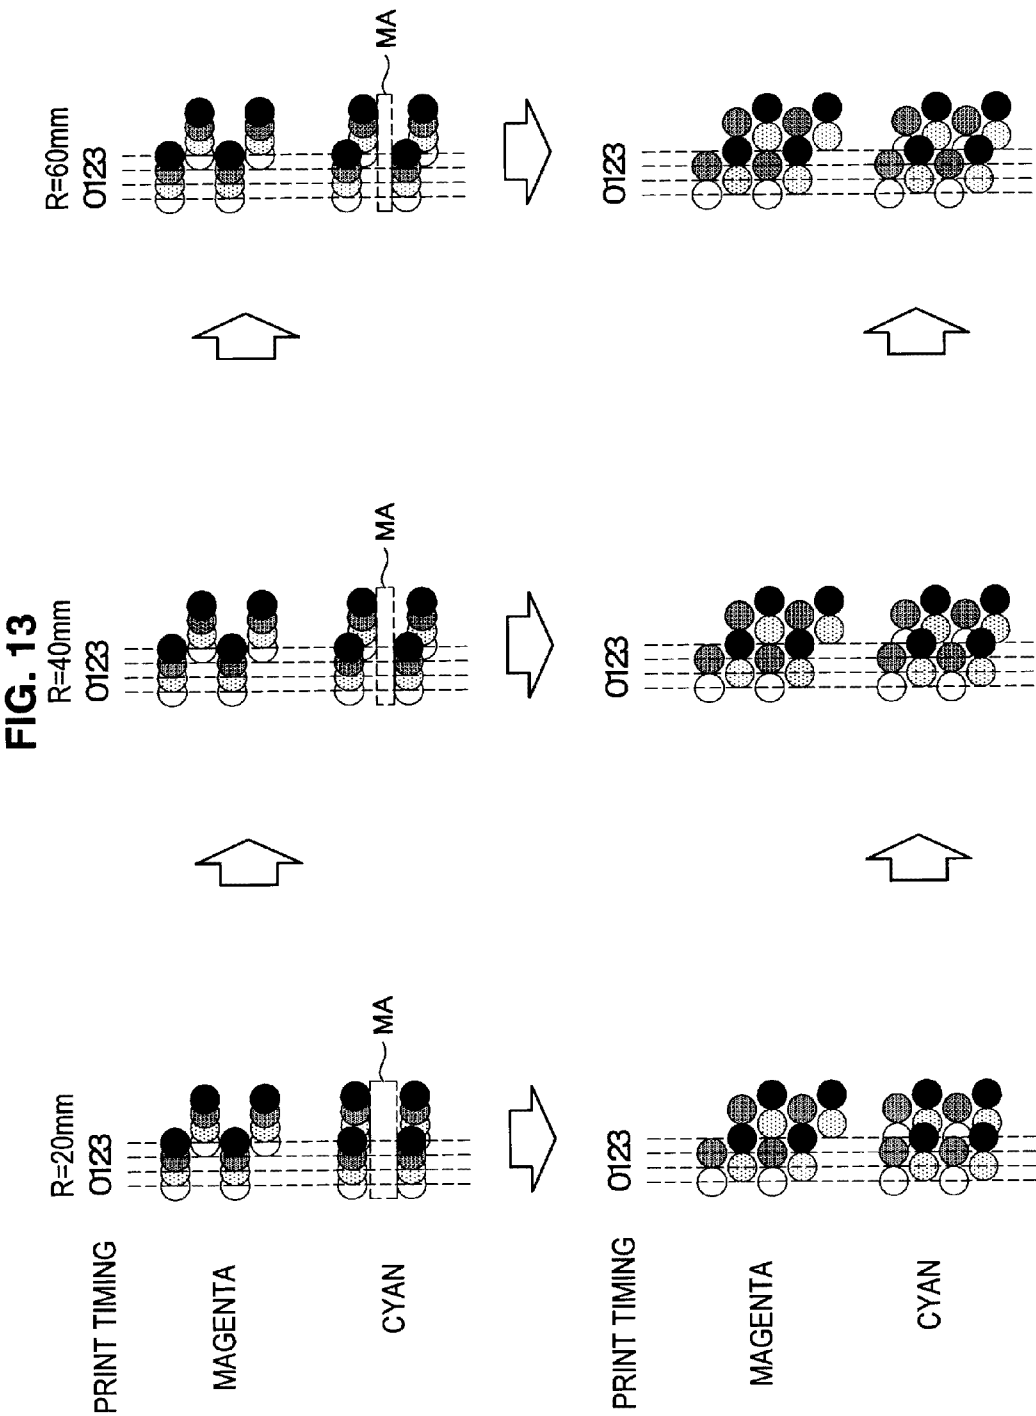 FIG. 13
R=20mm
R=40mm
R=60mm
PRINT TIMING
0123
0123
0123
MAGENTA
CYAN
MA
MA
MA
PRINT TIMING
0123
0123
0123
MAGENTA
CYAN